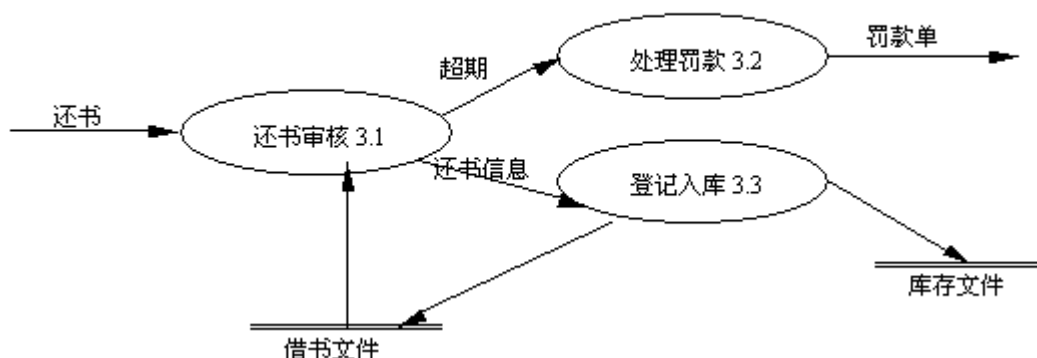 罚款单
处理罚款 3.2
超期
还书
还书审核 3.1
还书信息
登记入库 3.3
库存文件
借书文件